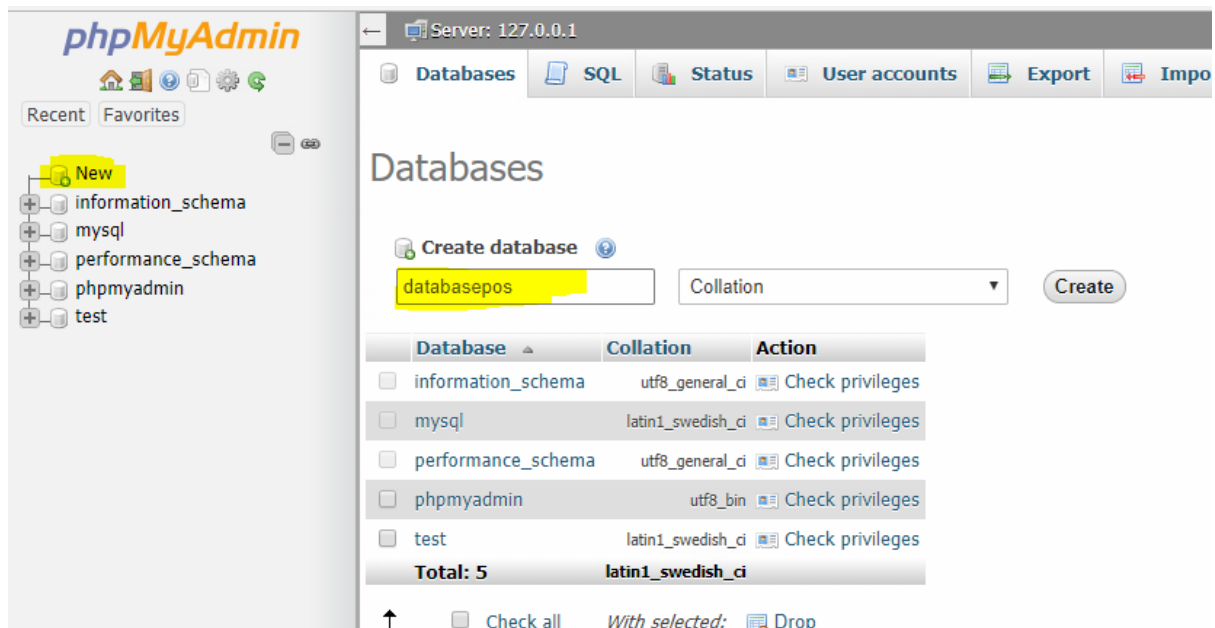 phpMyAdmin
Recent Favorites
New
information_schema
mysql
performance_schema
phpmyadmin
test
Server: 127.0.0.1
Databases SQL Status User accounts Export Impo
Databases
Create database
databasepos Collation Create
Database Collation Action
information_schema utf8_general_ci Check privileges
mysql latin1_swedish_ci Check privileges
performance_schema utf8_general_ci Check privileges
phpmyadmin utf8_bin Check privileges
test latin1_swedish_ci Check privileges
Total: 5 latin1_swedish_ci
Check all With selected: Drop